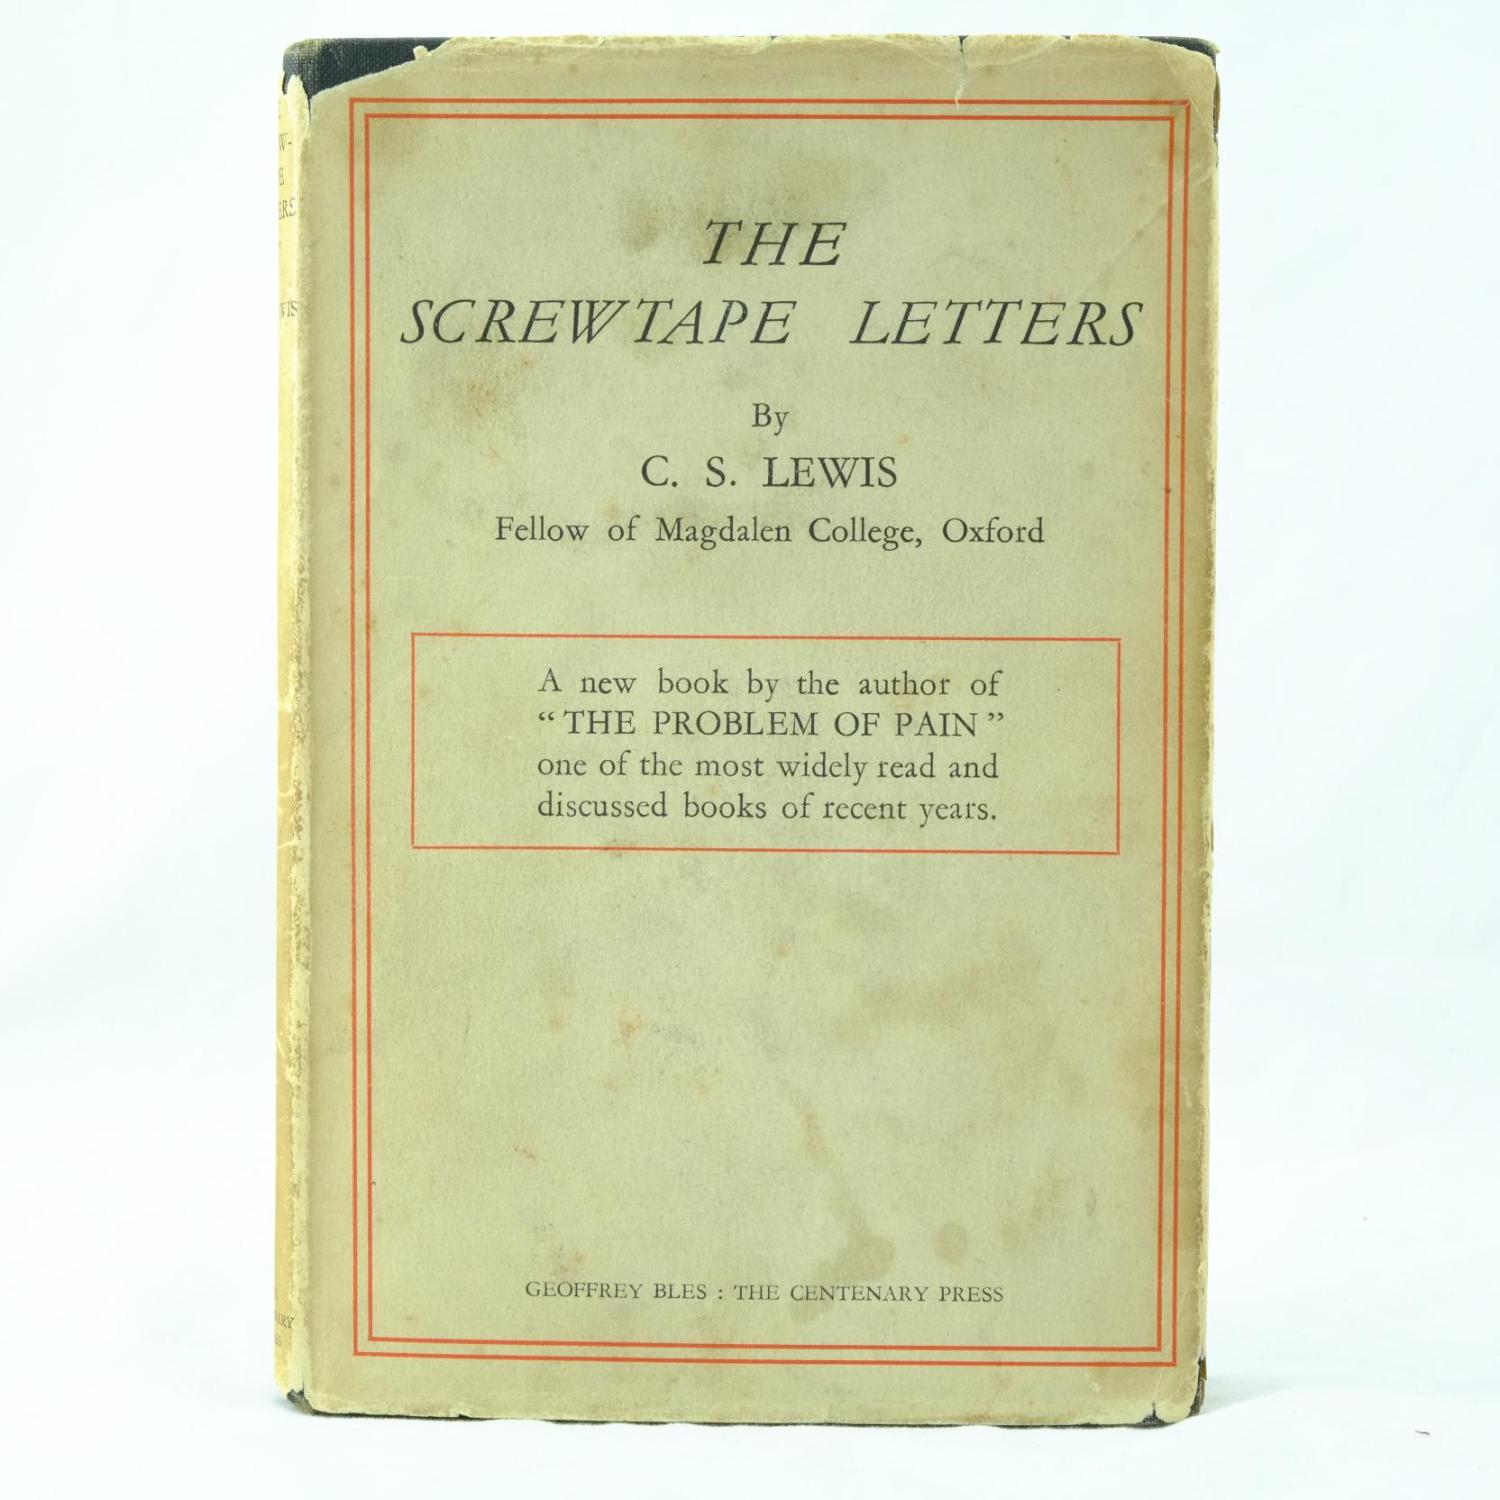 THE
SCREWTAPE LETTERS
By
C. S. LEWIS
Fellow of Magdalen College, Oxford
A new book by the author of
“THE PROBLEM OF PAIN”
one of the most widely read and
discussed books of recent years.
GEOFFREY BLES : THE CENTENARY PRESS